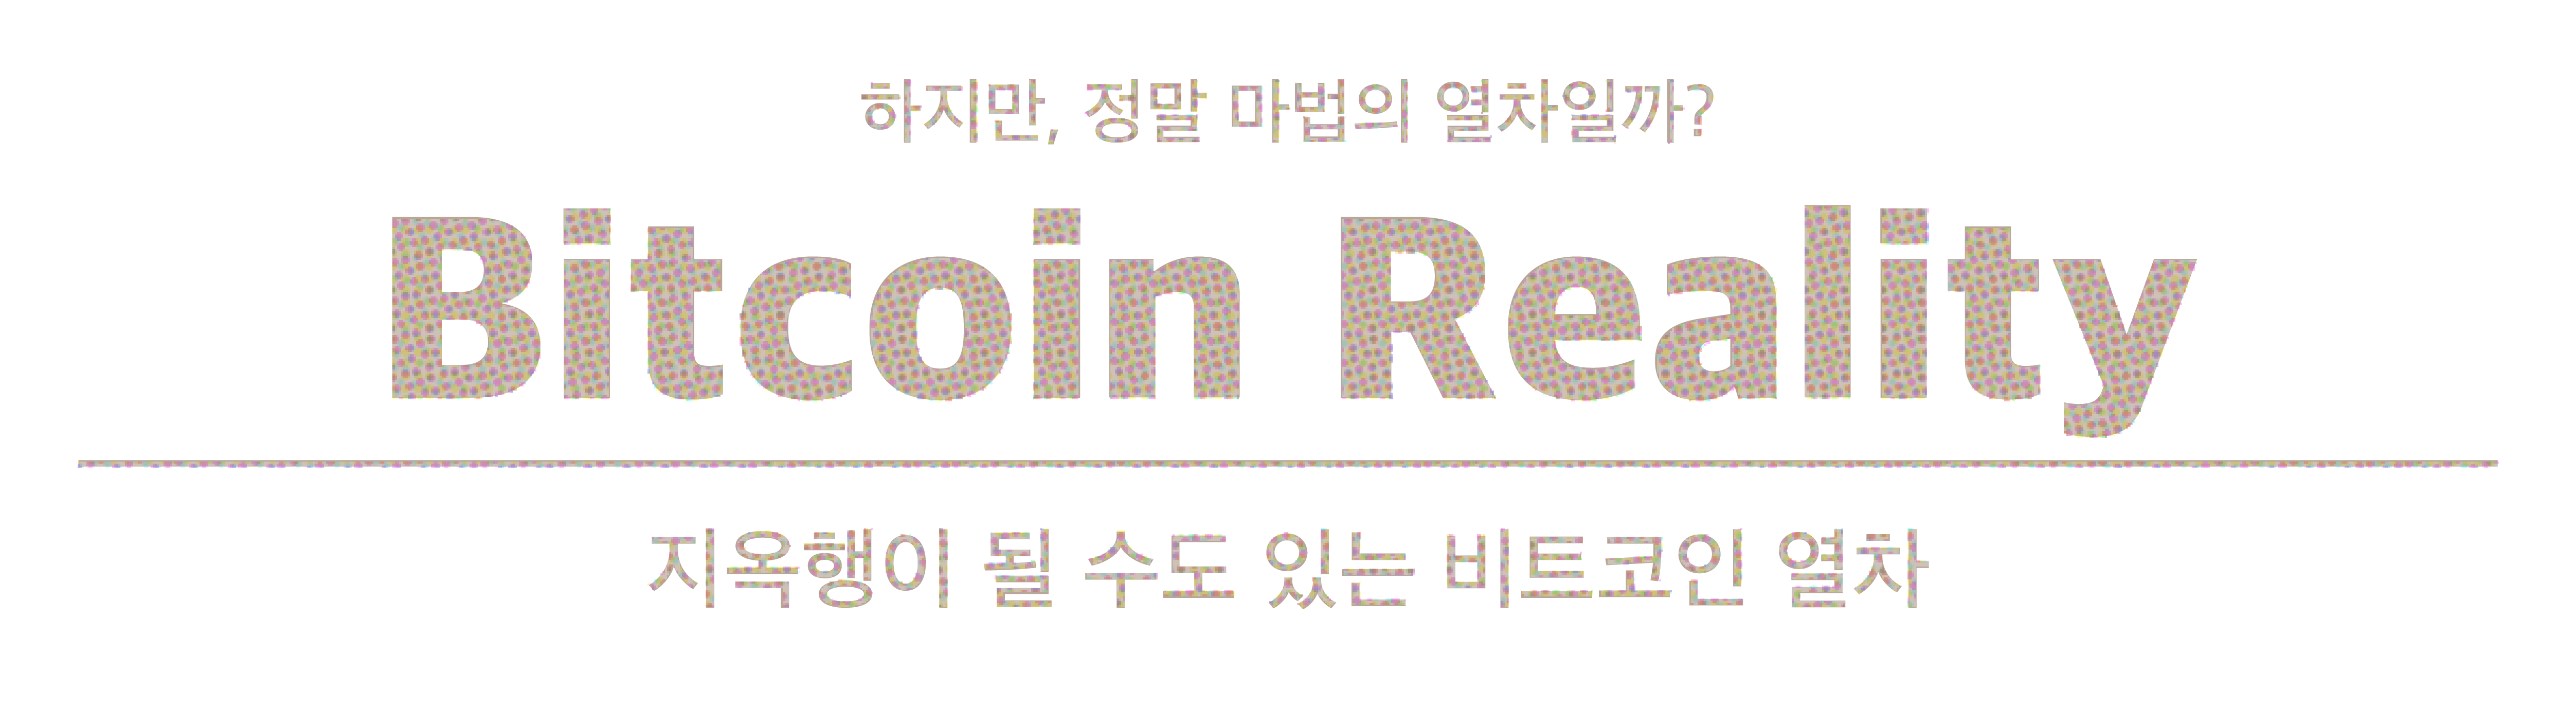 하지만, 정말 마법의 열차일까?
Bitcoin Reality
지옥행이 될 수도 있는 비트코인 열차